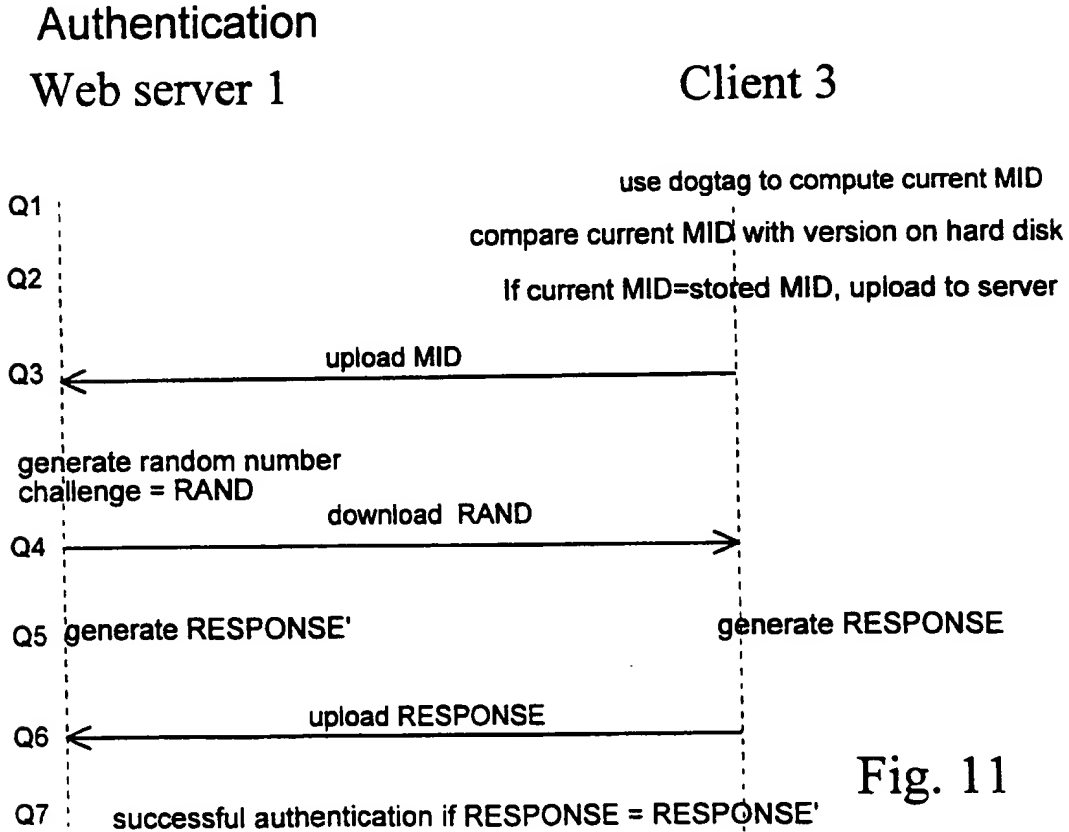 Authentication
Web server 1
Client 3
use dogtag to compute current MID
Q1
compare current MID with version on hard disk
Q2
If current MID=stored MID, upload to server
upload MID
Q3
generate random number
challenge = RAND
download RAND
Q4
Q5 generate RESPONSE'
generate RESPONSE
upload RESPONSE
Q6
Fig. 11
Q7 successful authentication if RESPONSE = RESPONSE'